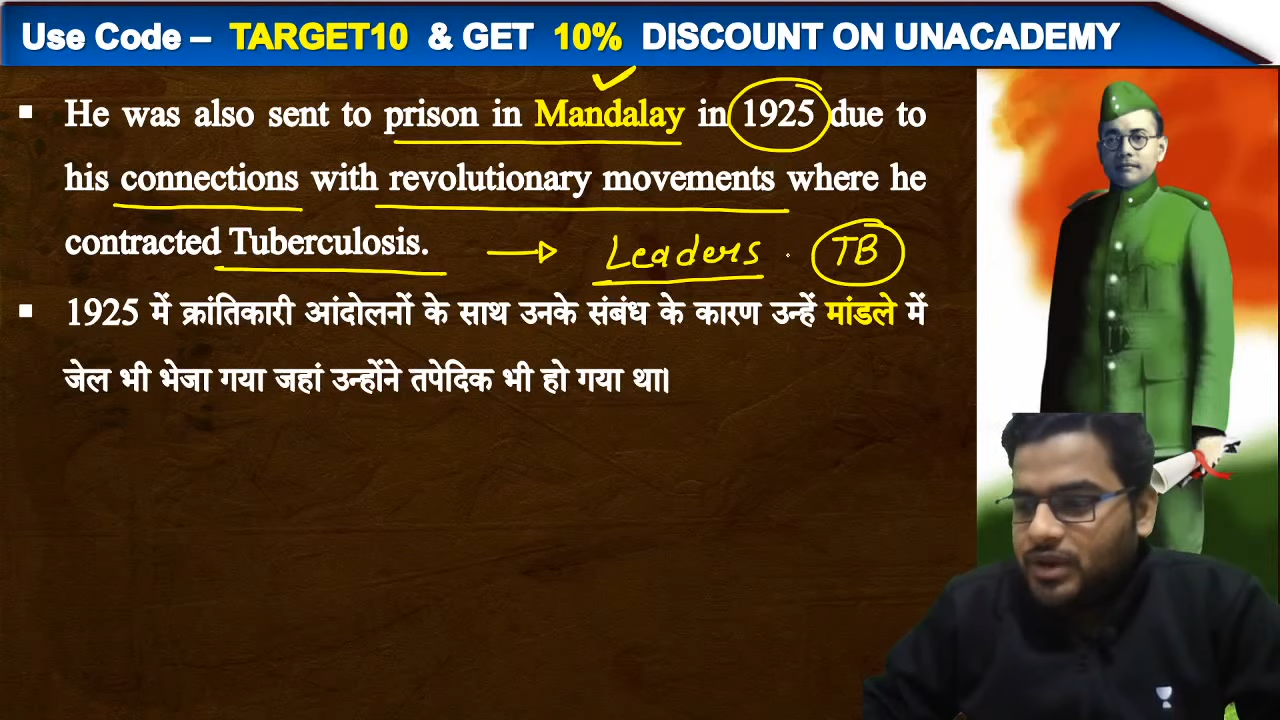 Use Code – TARGET10 & GET 10% DISCOUNT ON UNACADEMY
▪ He was also sent to prison in Mandalay in 1925 due to
his connections with revolutionary movements where he
contracted Tuberculosis. → Leaders . TB
▪ 1925 में क्रांतिकारी आंदोलनों के साथ उनके संबंध के कारण उन्हें मांडले में
जेल भी भेजा गया जहां उन्होंने तपेदिक भी हो गया था।